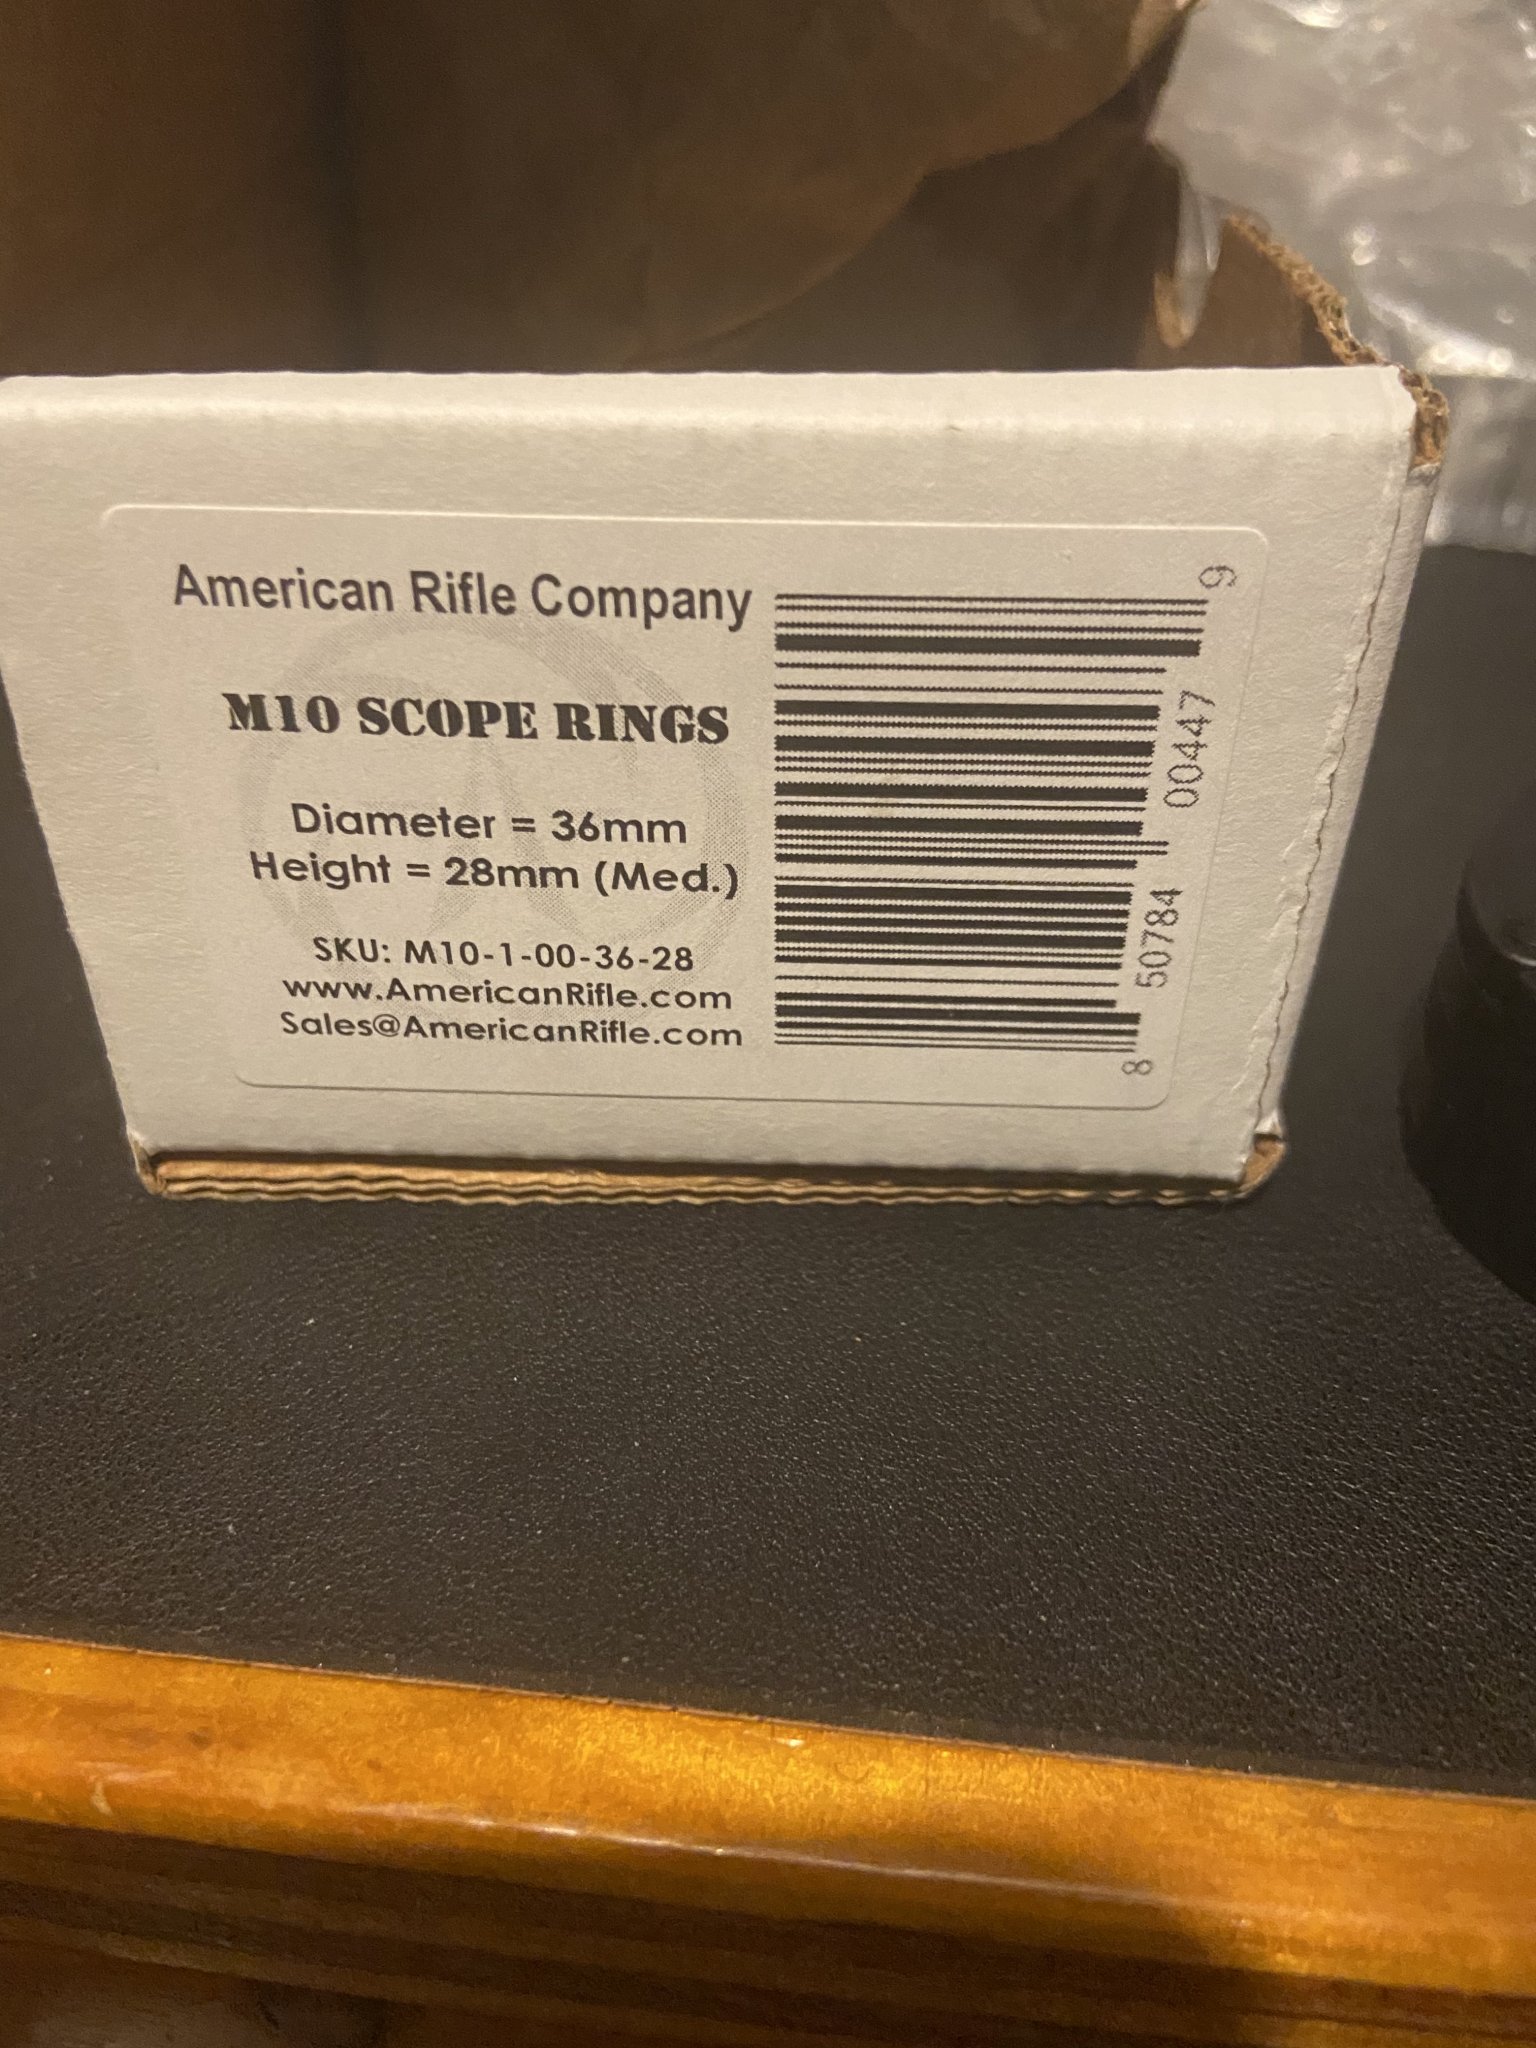 American Rifle Company
M10 SCOPE RINGS
Diameter = 36mm
Height = 28mm (Med.)
SKU: M10-1-00-36-28
www.AmericanRifle.com
Sales@AmericanRifle.com
8 50784 00447 9